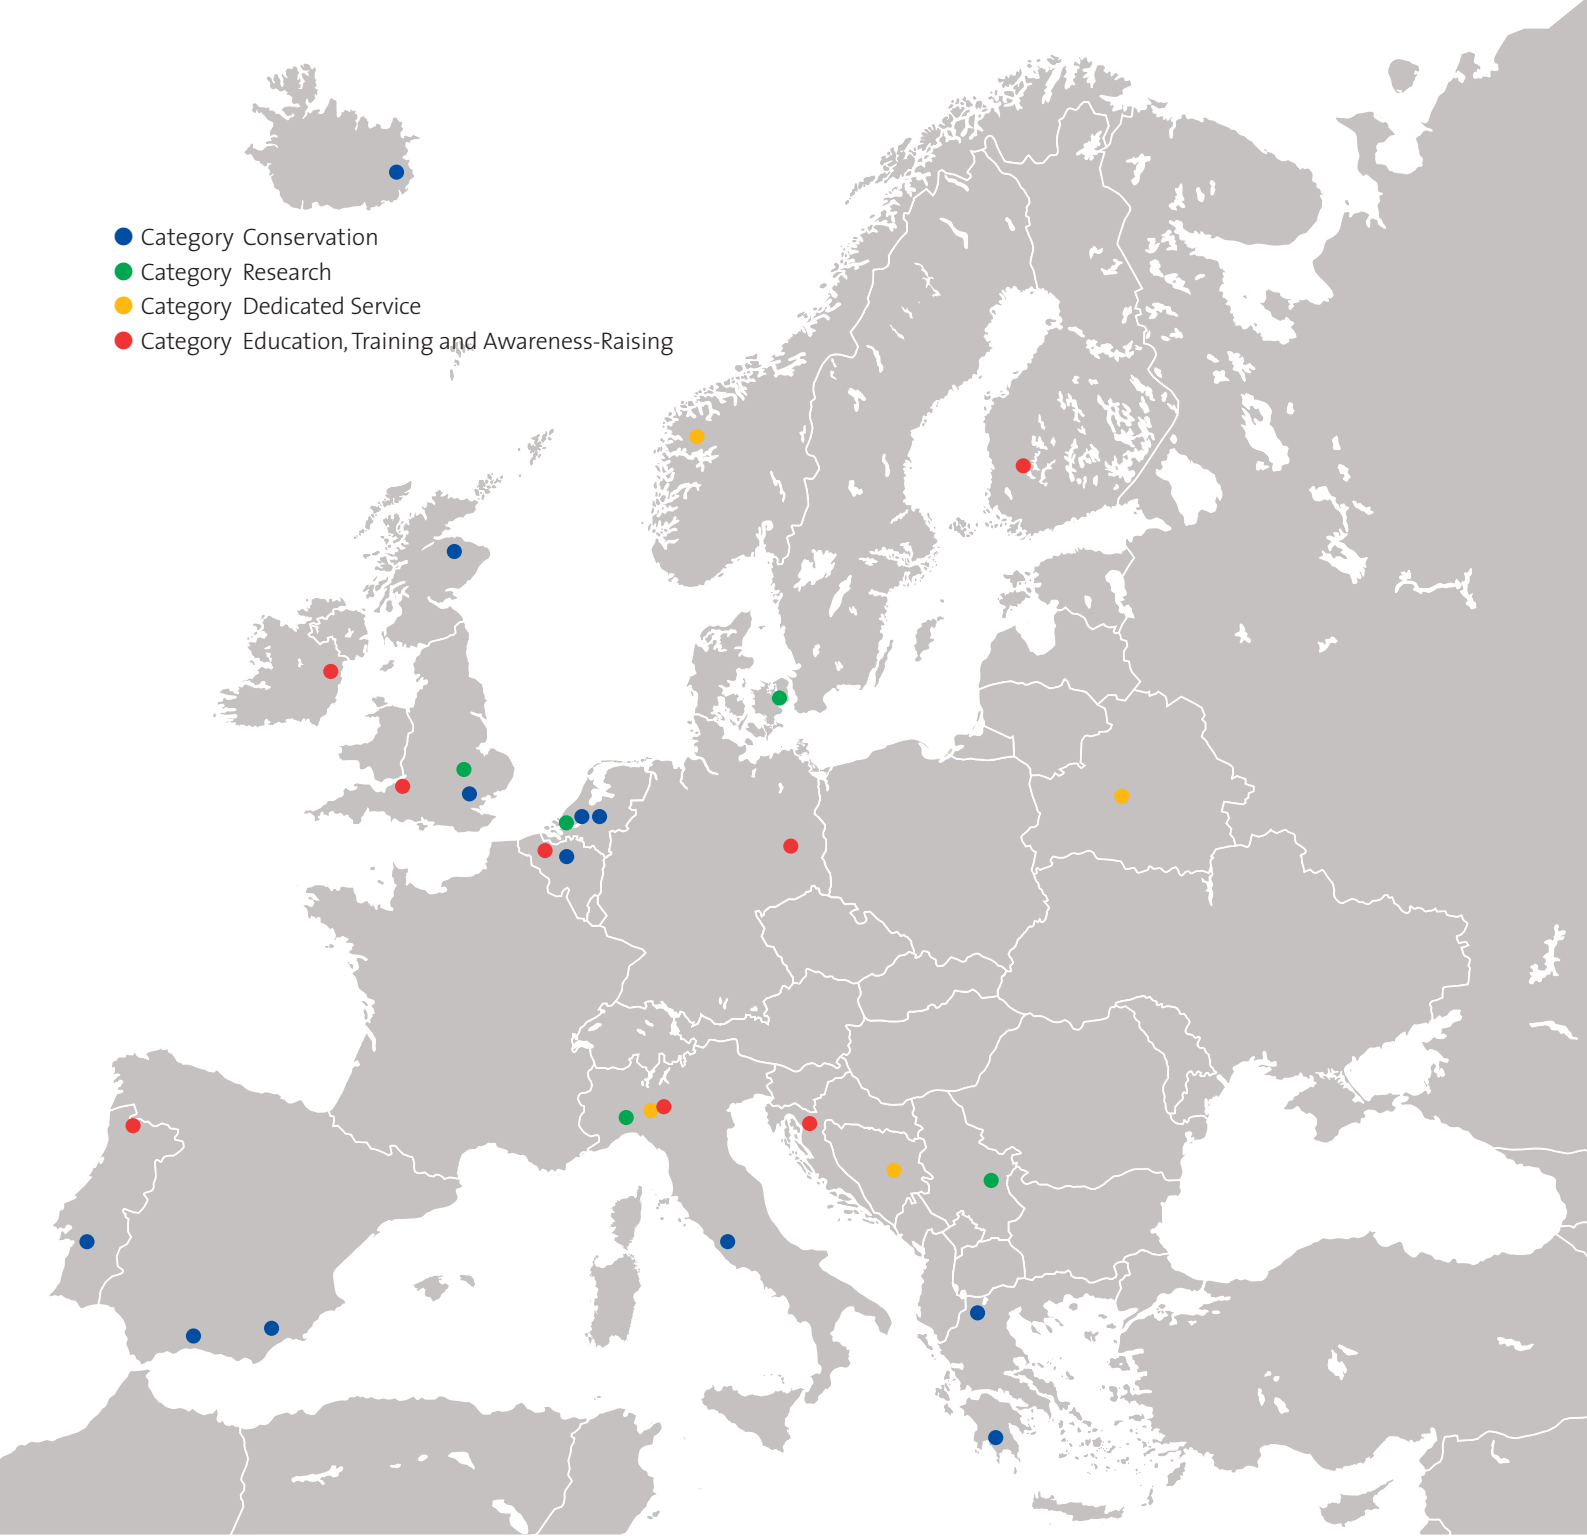 Category Conservation
Category Research
Category Dedicated Service
Category Education, Training and Awareness-Raising